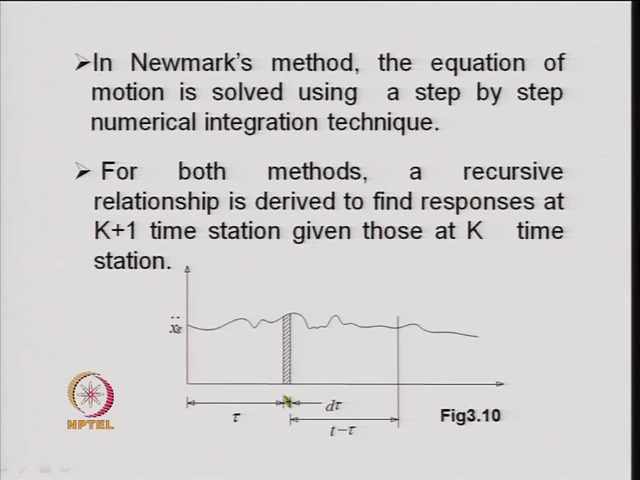 ➢In Newmark's method, the equation of
motion is solved using a step by step
numerical integration technique.
➢ For both methods, a recursive
relationship is derived to find responses at
K+1 time station given those at K time
station.
ẍg
dτ
τ
t−τ
Fig3.10
NPTEL